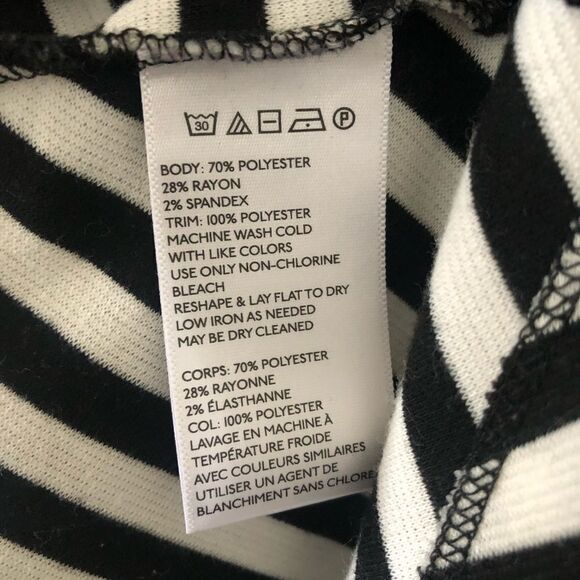 30 P
BODY: 70% POLYESTER
28% RAYON
2% SPANDEX
TRIM: 100% POLYESTER
MACHINE WASH COLD
WITH LIKE COLORS
USE ONLY NON-CHLORINE
BLEACH
RESHAPE & LAY FLAT TO DRY
LOW IRON AS NEEDED
MAY BE DRY CLEANED
CORPS: 70% POLYESTER
28% RAYONNE
2% ÉLASTHANNE
COL: 100% POLYESTER
LAVAGE EN MACHINE À
TEMPÉRATURE FROIDE
AVEC COULEURS SIMILAIRES
UTILISER UN AGENT DE
BLANCHIMENT SANS CHLORE